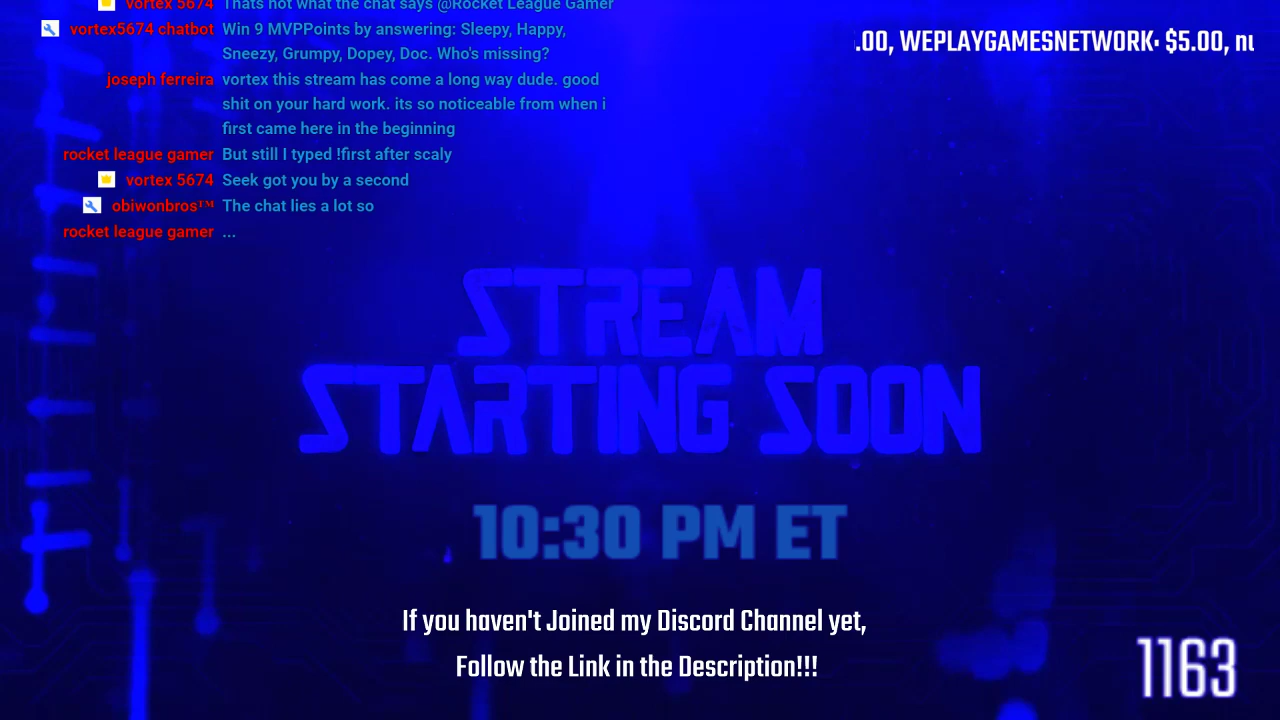 vortex 5674 Thats not what the chat says @Rocket League Gamer
vortex5674 chatbot Win 9 MVPPoints by answering: Sleepy, Happy,
Sneezy, Grumpy, Dopey, Doc. Who's missing?
joseph ferreira vortex this stream has come a long way dude. good
shit on your hard work. its so noticeable from when i
first came here in the beginning
rocket league gamer But still I typed !first after scaly
vortex 5674 Seek got you by a second
obiwonbros™ The chat lies a lot so
rocket league gamer ...
.00, WEPLAYGAMESNETWORK: $5.00,
STREAM
STARTING SOON
10:30 PM ET
If you haven't Joined my Discord Channel yet,
Follow the Link in the Description!!!
1163